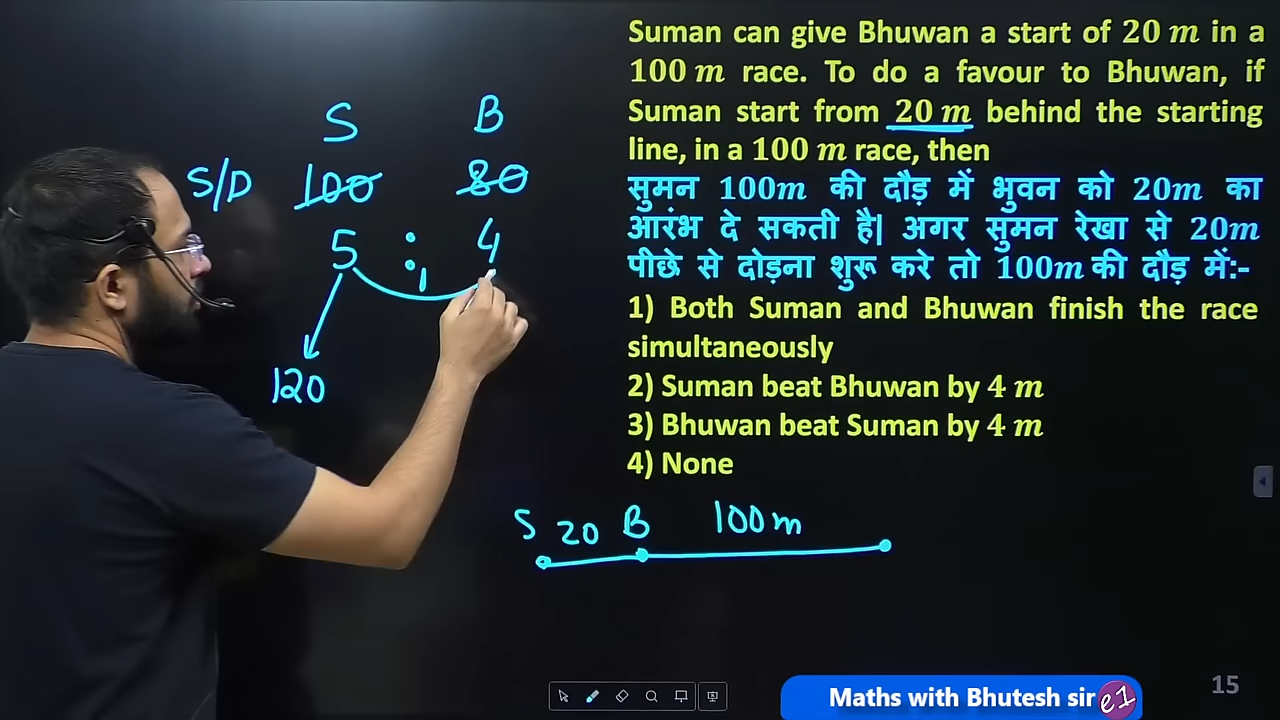 Suman can give Bhuwan a start of 20 m in a
100 m race. To do a favour to Bhuwan, if
Suman start from 20 m behind the starting
line, in a 100 m race, then
सुमन 100m की दौड़ में भुवन को 20m का
आरंभ दे सकती है| अगर सुमन रेखा से 20m
पीछे से दोड़ना शुरू करे तो 100m की दौड़ में:-
1) Both Suman and Bhuwan finish the race
simultaneously
2) Suman beat Bhuwan by 4 m
3) Bhuwan beat Suman by 4 m
4) None
S B
S/D 100 80
5 : 4
1
120
S 20 B 100m
15
Maths with Bhutesh sir e1